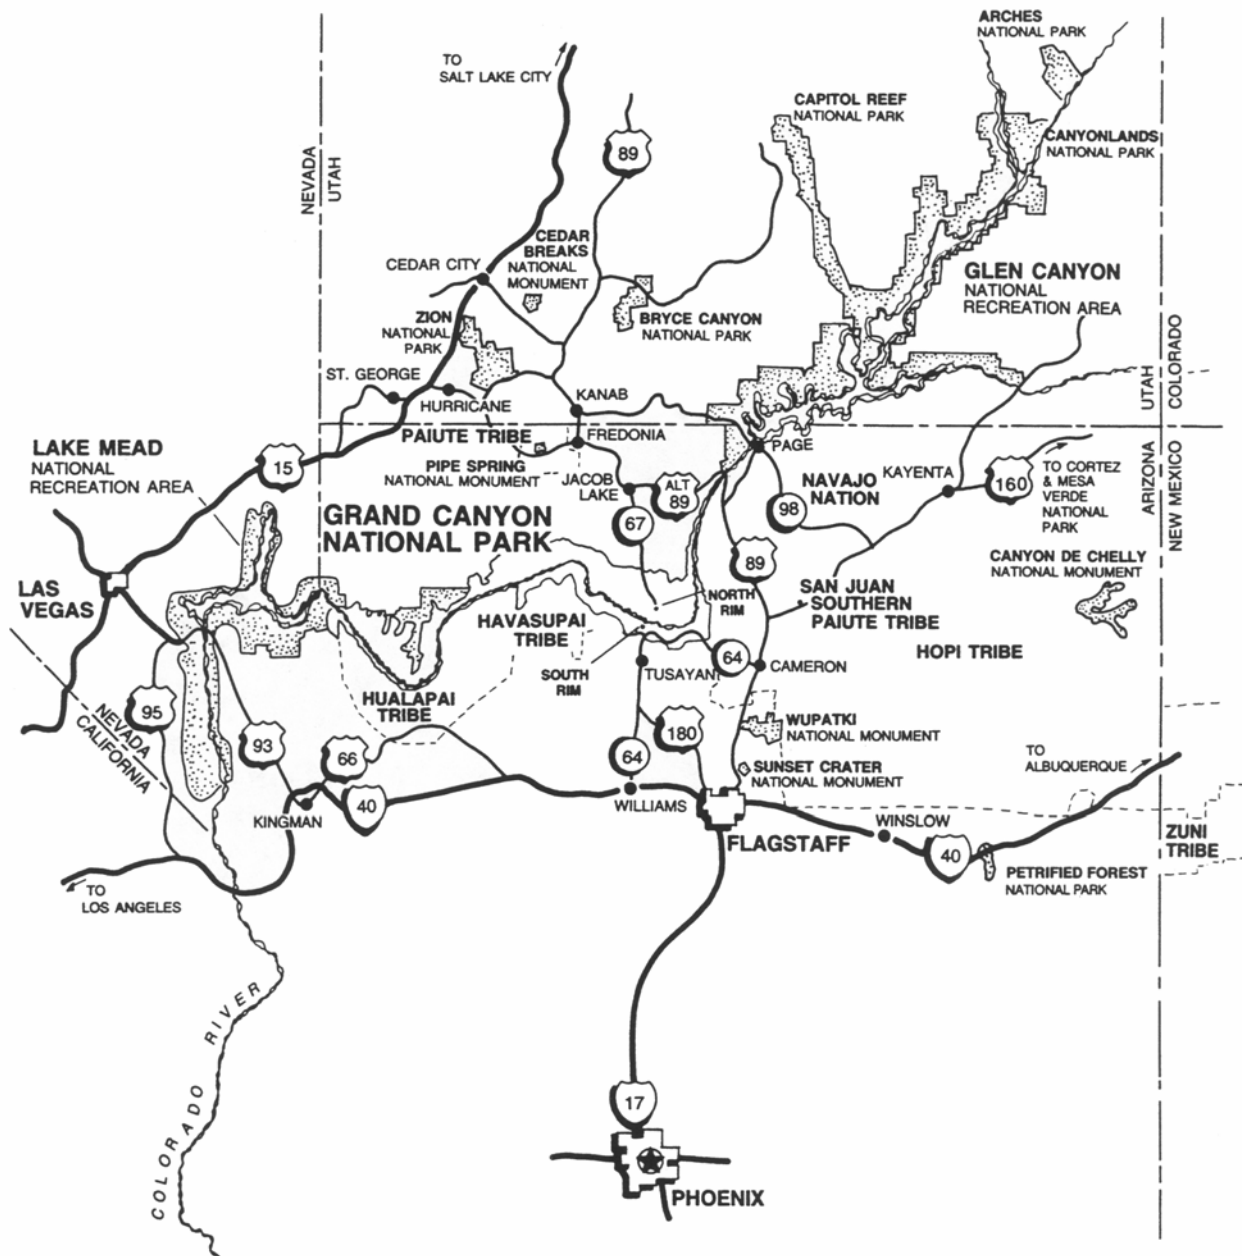 ARCHES
NATIONAL PARK
TO
SALT LAKE CITY
CAPITOL REEF
NATIONAL PARK
89
CANYONLANDS
NATIONAL PARK
NEVADA
UTAH
CEDAR
BREAKS
NATIONAL
MONUMENT
CEDAR CITY
GLEN CANYON
NATIONAL
RECREATION AREA
ZION
NATIONAL
PARK
BRYCE CANYON
NATIONAL PARK
ST. GEORGE
HURRICANE
KANAB
UTAH
COLORADO
PAIUTE TRIBE
FREDONIA
PAGE
LAKE MEAD
NATIONAL
RECREATION AREA
15
PIPE SPRING
NATIONAL MONUMENT
JACOB
LAKE
ALT
89
NAVAJO
NATION
KAYENTA
160
TO CORTEZ
& MESA
VERDE
NATIONAL
PARK
ARIZONA
NEW MEXICO
GRAND CANYON
NATIONAL PARK
67
98
CANYON DE CHELLY
NATIONAL MONUMENT
89
LAS
VEGAS
NORTH
RIM
SAN JUAN
SOUTHERN
PAIUTE TRIBE
HAVASUPAI
TRIBE
HOPI TRIBE
SOUTH
RIM
TUSAYAN
64
CAMERON
HUALAPAI
TRIBE
95
NEVADA
CALIFORNIA
93
66
180
WUPATKI
NATIONAL MONUMENT
64
SUNSET CRATER
NATIONAL MONUMENT
TO
ALBUQUERQUE
KINGMAN
40
WILLIAMS
FLAGSTAFF
WINSLOW
40
ZUNI
TRIBE
PETRIFIED FOREST
NATIONAL PARK
TO
LOS ANGELES
COLORADO RIVER
17
PHOENIX